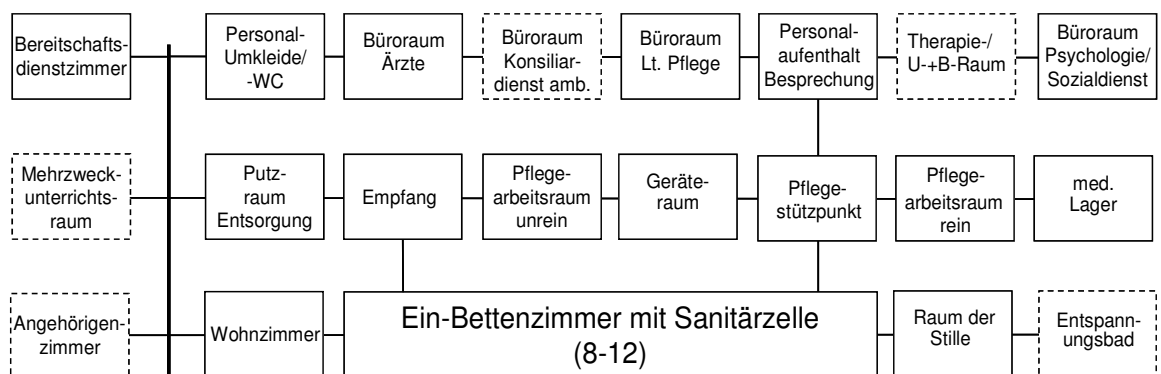 Bereitschafts-
dienstzimmer
Personal-
Umkleide/
-WC
Büroraum
Ärzte
Büroraum
Konsiliar-
dienst amb.
Büroraum
Lt. Pflege
Personal-
aufenthalt
Besprechung
Therapie-/
U-+B-Raum
Büroraum
Psychologie/
Sozialdienst
Mehrzweck-
unterrichts-
raum
Putz-
raum
Entsorgung
Empfang
Pflege-
arbeitsraum
unrein
Geräte-
raum
Pflege-
stützpunkt
Pflege-
arbeitsraum
rein
med.
Lager
Angehörigen-
zimmer
Wohnzimmer
Ein-Bettenzimmer mit Sanitärzelle
(8-12)
Raum der
Stille
Entspann-
ungsbad